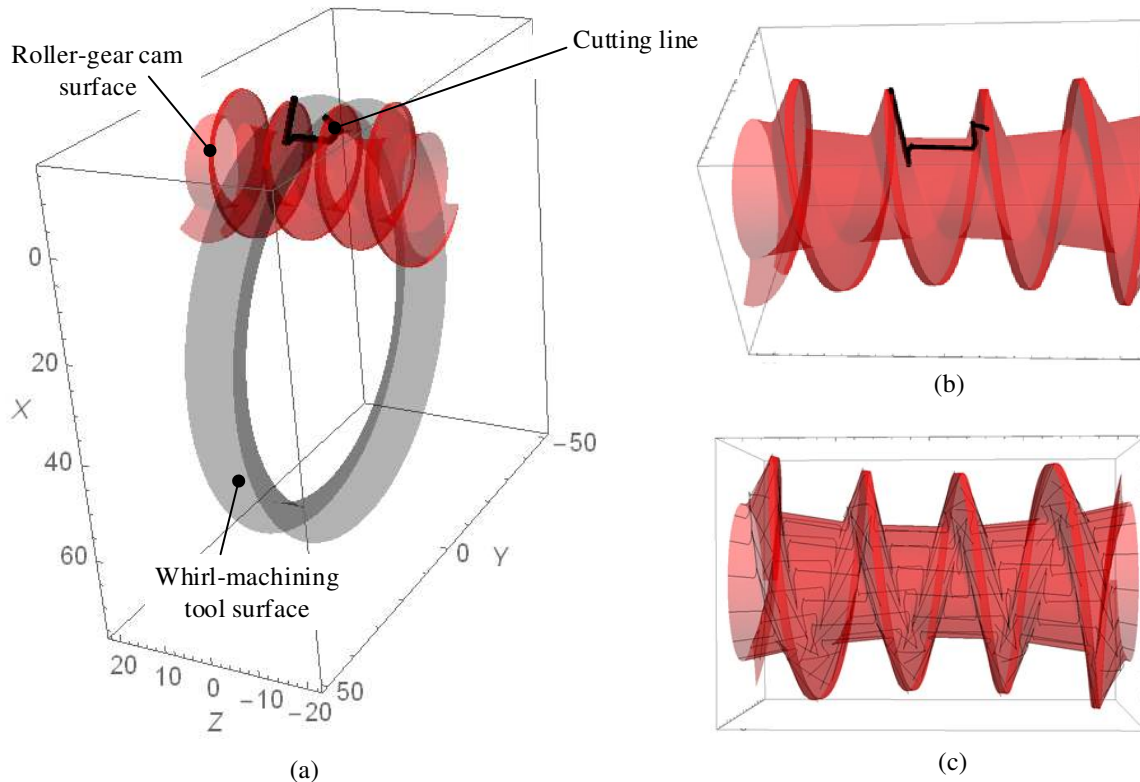 Roller-gear cam
surface
Cutting line
0
20
X
40
60
Whirl-machining
tool surface
-50
0
Y
50
20
10
0
-10
-20
Z
(a)
(b)
(c)